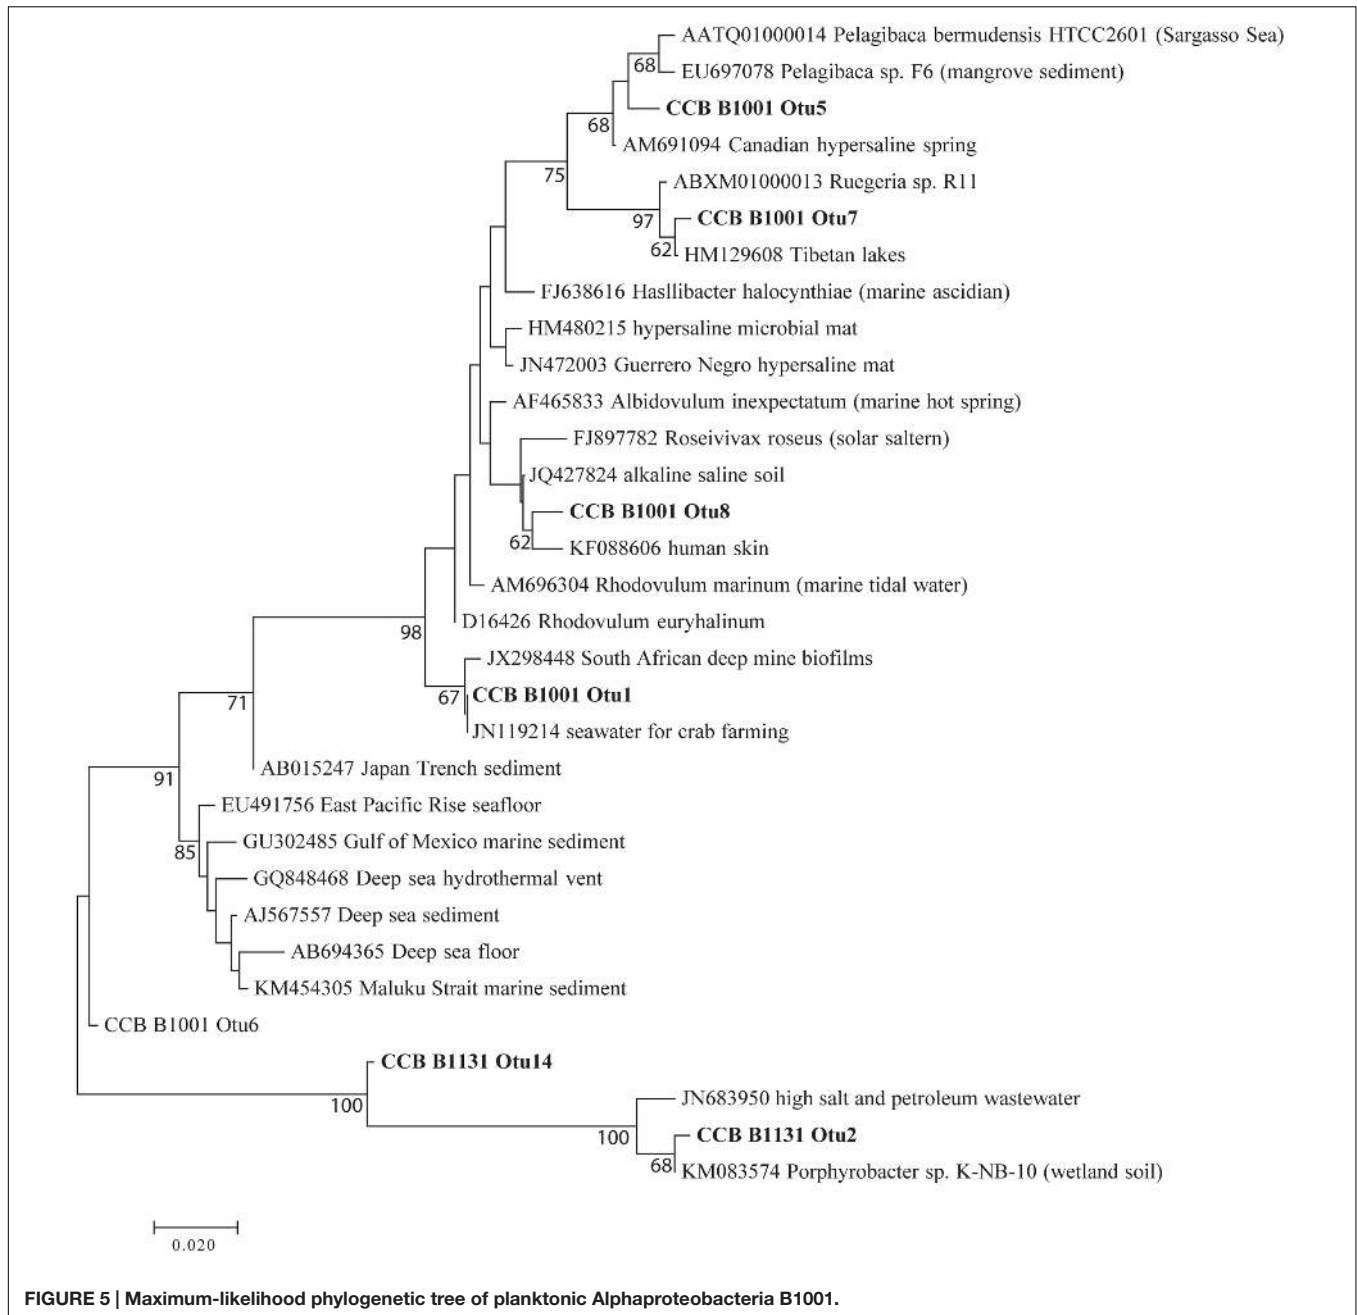 AATQ01000014 Pelagibaca bermudensis HTCC2601 (Sargasso Sea)
68
EU697078 Pelagibaca sp. F6 (mangrove sediment)
CCB B1001 Otu5
68
AM691094 Canadian hypersaline spring
75
ABXM01000013 Ruegeria sp. R11
97
CCB B1001 Otu7
62
HM129608 Tibetan lakes
FJ638616 Hasllibacter halocynthiae (marine ascidian)
HM480215 hypersaline microbial mat
JN472003 Guerrero Negro hypersaline mat
AF465833 Albidovulum inexpectatum (marine hot spring)
FJ897782 Roseivivax roseus (solar saltern)
JQ427824 alkaline saline soil
CCB B1001 Otu8
62
KF088606 human skin
AM696304 Rhodovulum marinum (marine tidal water)
D16426 Rhodovulum euryhalinum
98
JX298448 South African deep mine biofilms
67
CCB B1001 Otu1
71
JN119214 seawater for crab farming
AB015247 Japan Trench sediment
91
EU491756 East Pacific Rise seafloor
GU302485 Gulf of Mexico marine sediment
85
GQ848468 Deep sea hydrothermal vent
AJ567557 Deep sea sediment
AB694365 Deep sea floor
KM454305 Maluku Strait marine sediment
CCB B1001 Otu6
CCB B1131 Otu14
100
JN683950 high salt and petroleum wastewater
100
CCB B1131 Otu2
68
KM083574 Porphyrobacter sp. K-NB-10 (wetland soil)
0.020
FIGURE 5 | Maximum-likelihood phylogenetic tree of planktonic Alphaproteobacteria B1001.